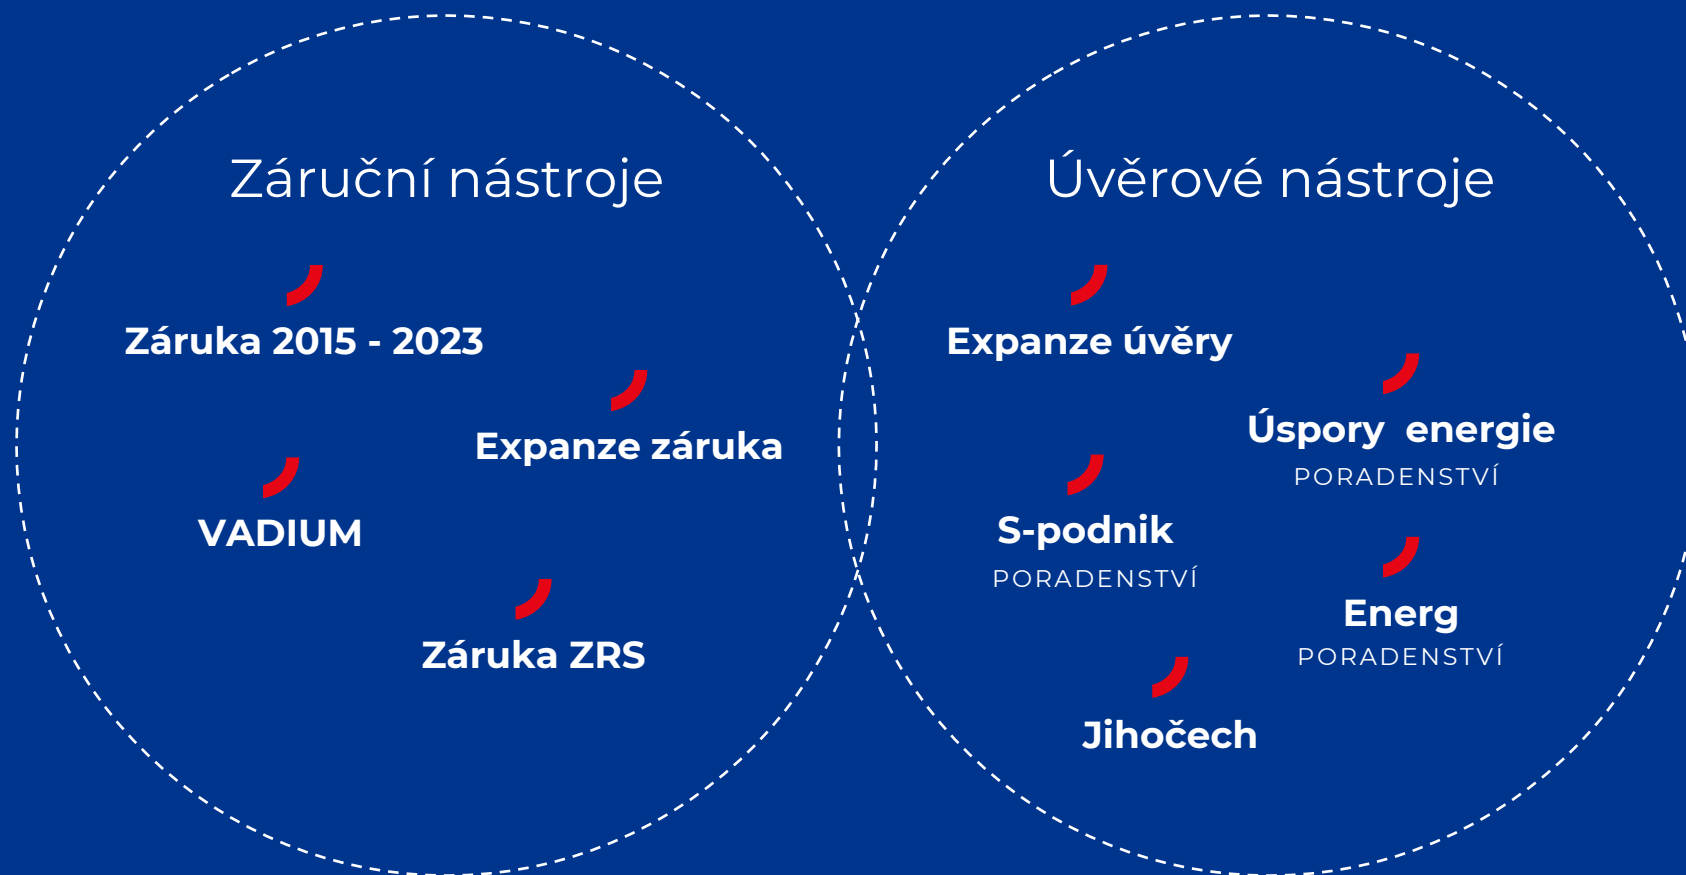 Záruční nástroje
Záruka 2015 - 2023
Expanze záruka
VADIUM
Záruka ZRS
Úvěrové nástroje
Expanze úvěry
Úspory energie
PORADENSTVÍ
S-podnik
PORADENSTVÍ
Energ
PORADENSTVÍ
Jihočech